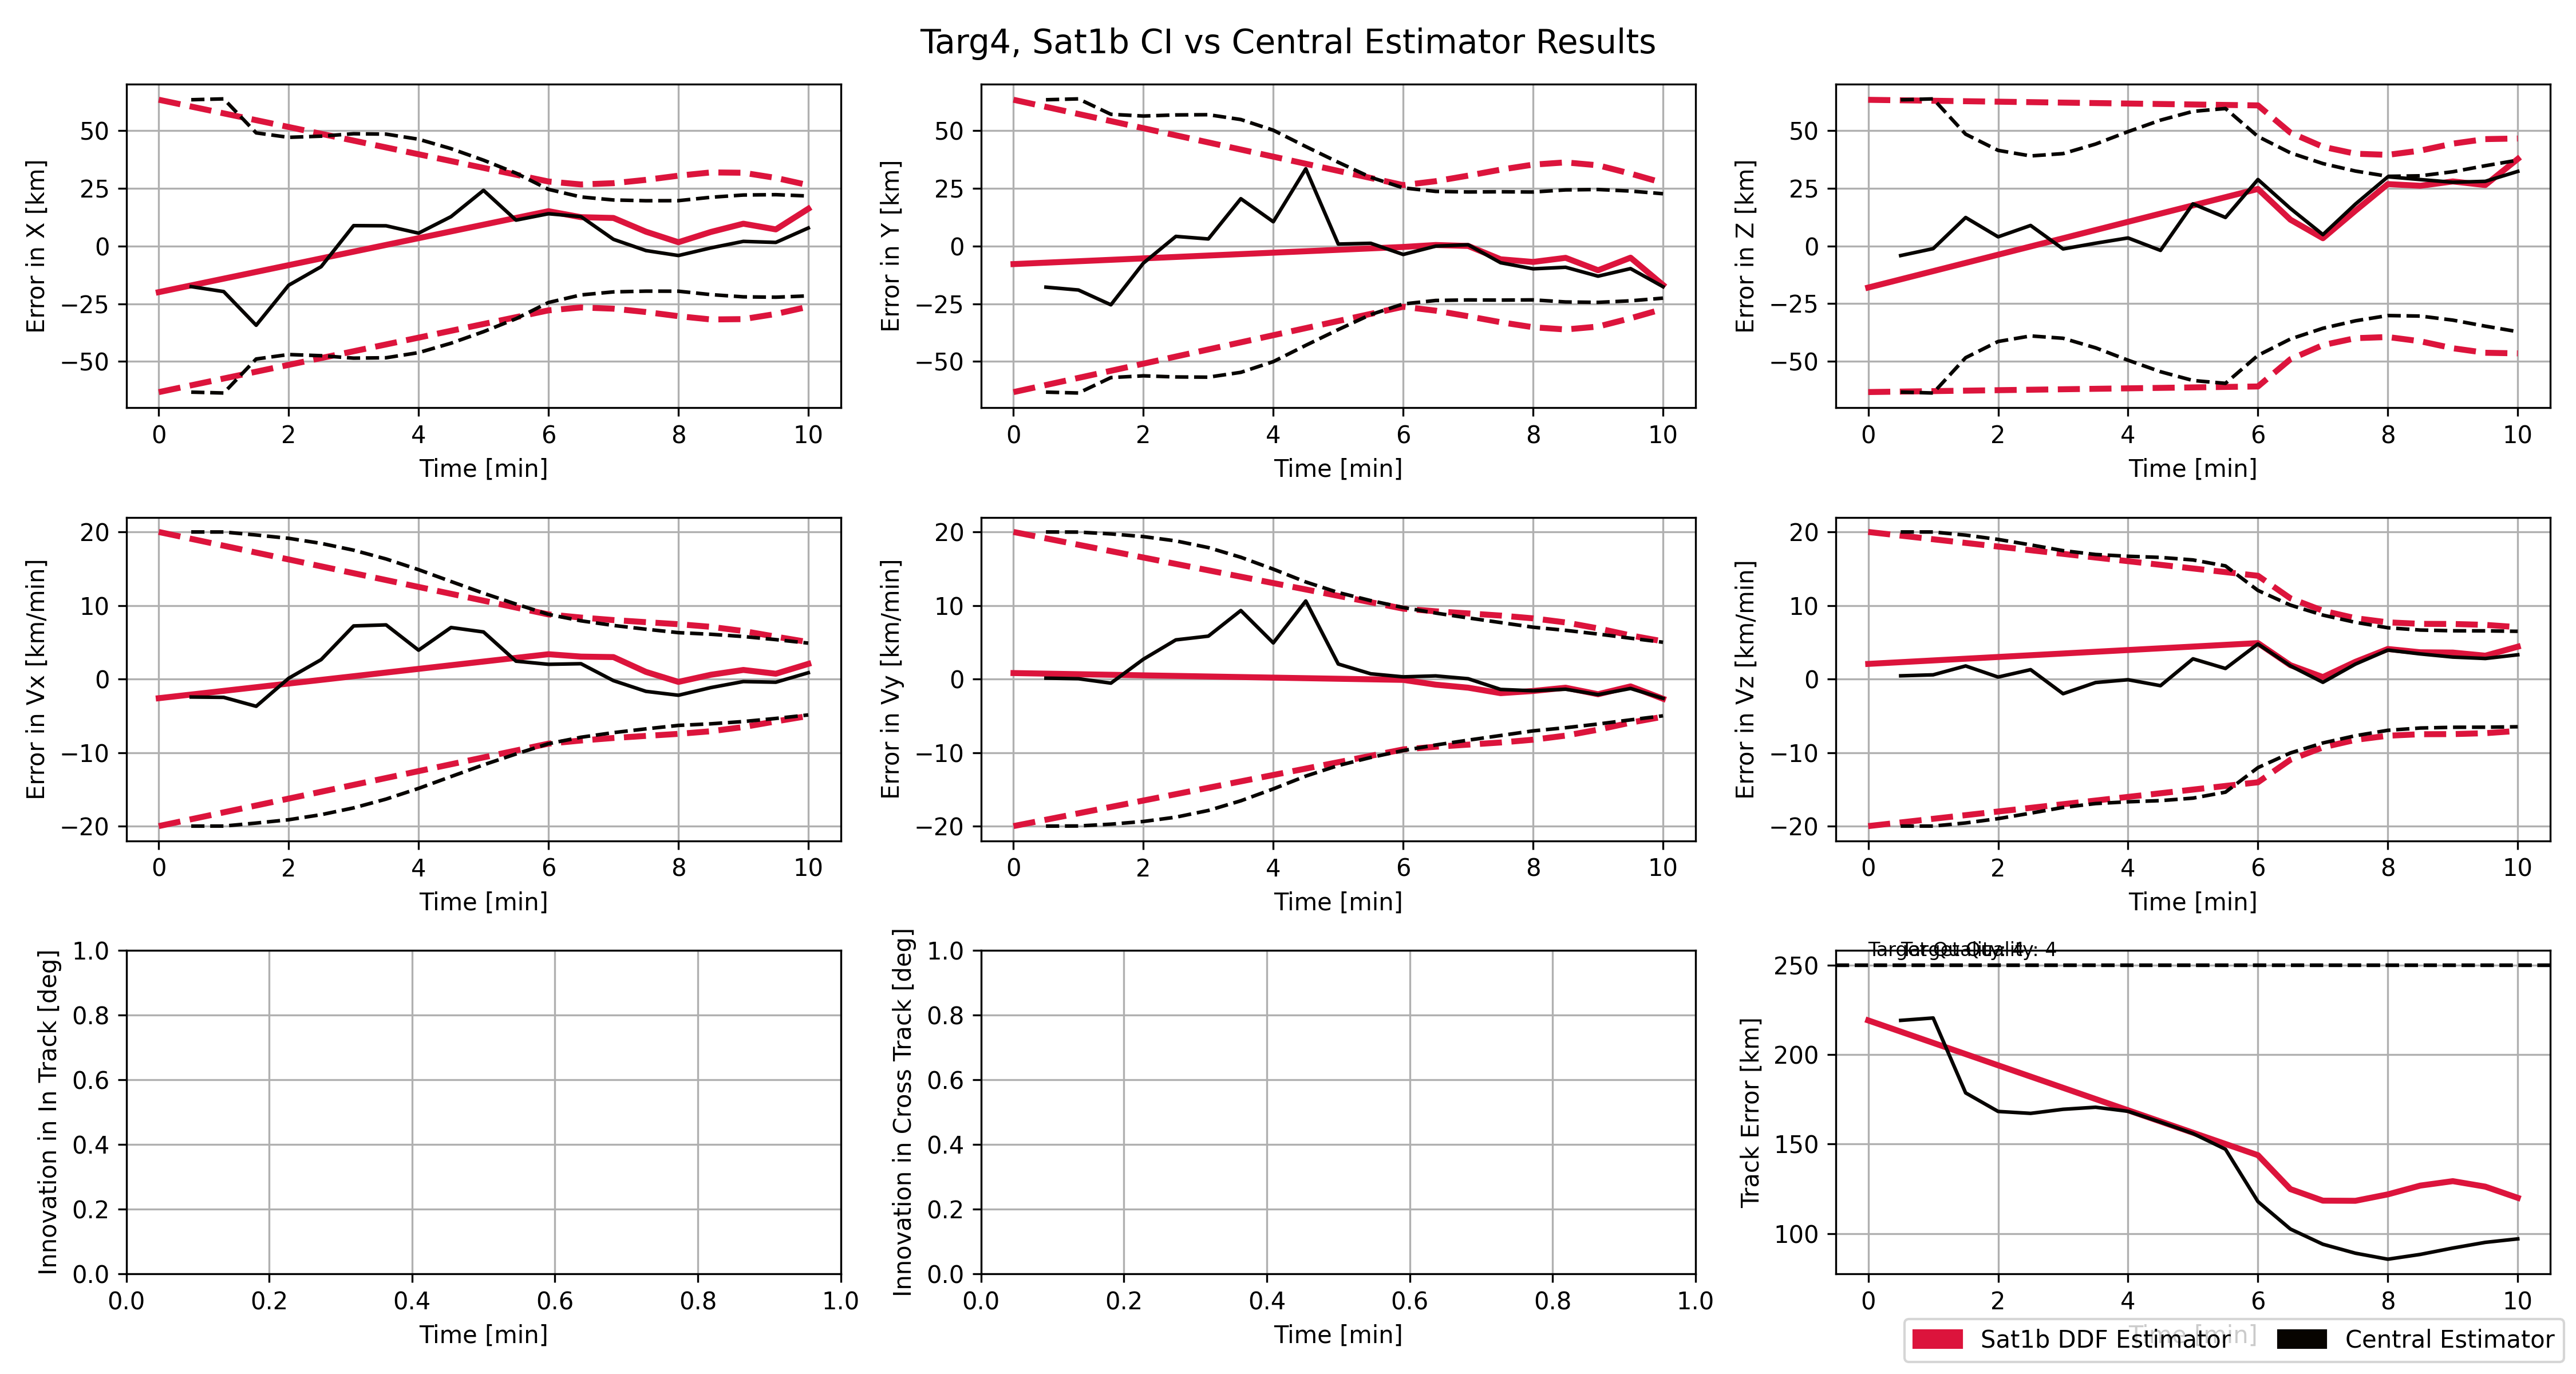 Targ4, Sat1b CI vs Central Estimator Results
Error in X [km]
50
25
0
−25
−50
0 2 4 6 8 10
Time [min]
Error in Y [km]
50
25
0
−25
−50
0 2 4 6 8 10
Time [min]
Error in Z [km]
50
25
0
−25
−50
0 2 4 6 8 10
Time [min]
Error in Vx [km/min]
20
10
0
−10
−20
0 2 4 6 8 10
Time [min]
Error in Vy [km/min]
20
10
0
−10
−20
0 2 4 6 8 10
Time [min]
Error in Vz [km/min]
20
10
0
−10
−20
0 2 4 6 8 10
Time [min]
Innovation in In Track [deg]
1.0
0.8
0.6
0.4
0.2
0.0
0.0 0.2 0.4 0.6 0.8 1.0
Time [min]
Innovation in Cross Track [deg]
1.0
0.8
0.6
0.4
0.2
0.0
0.0 0.2 0.4 0.6 0.8 1.0
Time [min]
Track Error [km]
Target Quality: 4
Target Quality: 4
250
200
150
100
0 2 4 6 8 10
Time [min]
Sat1b DDF Estimator
Central Estimator